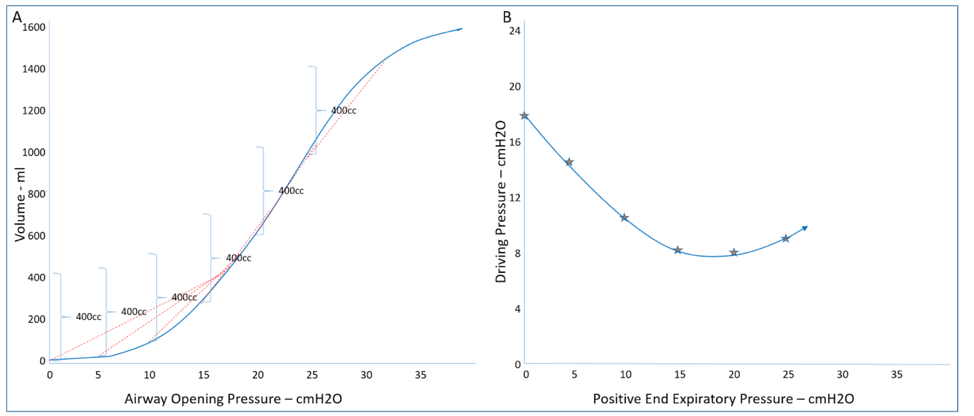 A
1600
1400
1200
1000
800
600
400
200
0
Volume - ml
400cc
400cc
400cc
400cc
400cc
400cc
0 5 10 15 20 25 30 35
Airway Opening Pressure – cmH2O
B
24
20
16
12
8
4
0
Driving Pressure – cmH2O
0 5 10 15 20 25 30 35
Positive End Expiratory Pressure – cmH2O